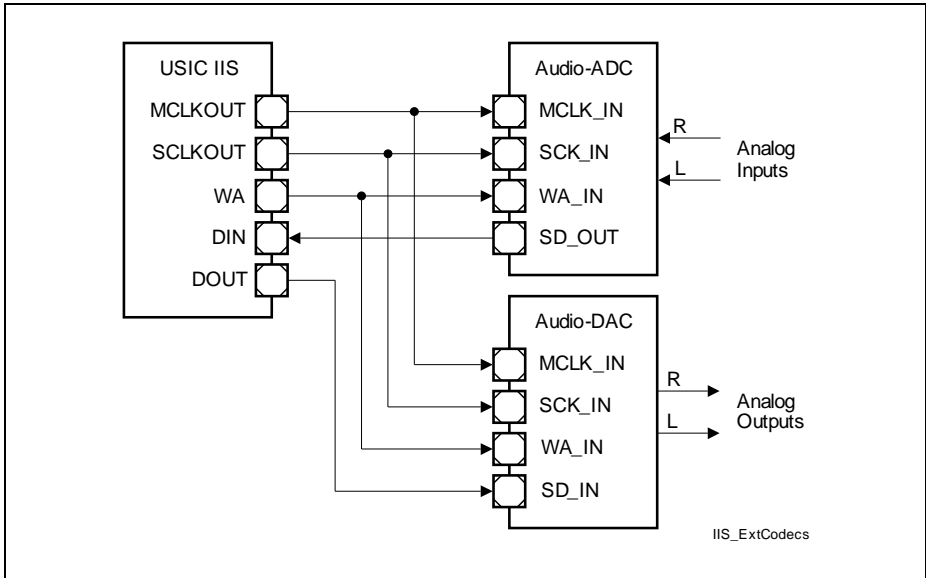 USIC IIS
MCLKOUT
SCLKOUT
WA
DIN
DOUT
Audio-ADC
MCLK_IN
SCK_IN
WA_IN
SD_OUT
R
L
Analog
Inputs
Audio-DAC
MCLK_IN
SCK_IN
WA_IN
SD_IN
R
L
Analog
Outputs
IIS_ExtCodecs